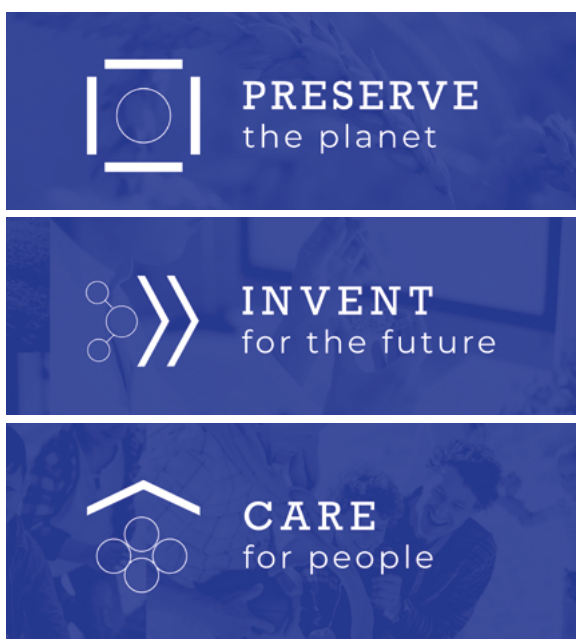 PRESERVE
the planet
INVENT
for the future
CARE
for people